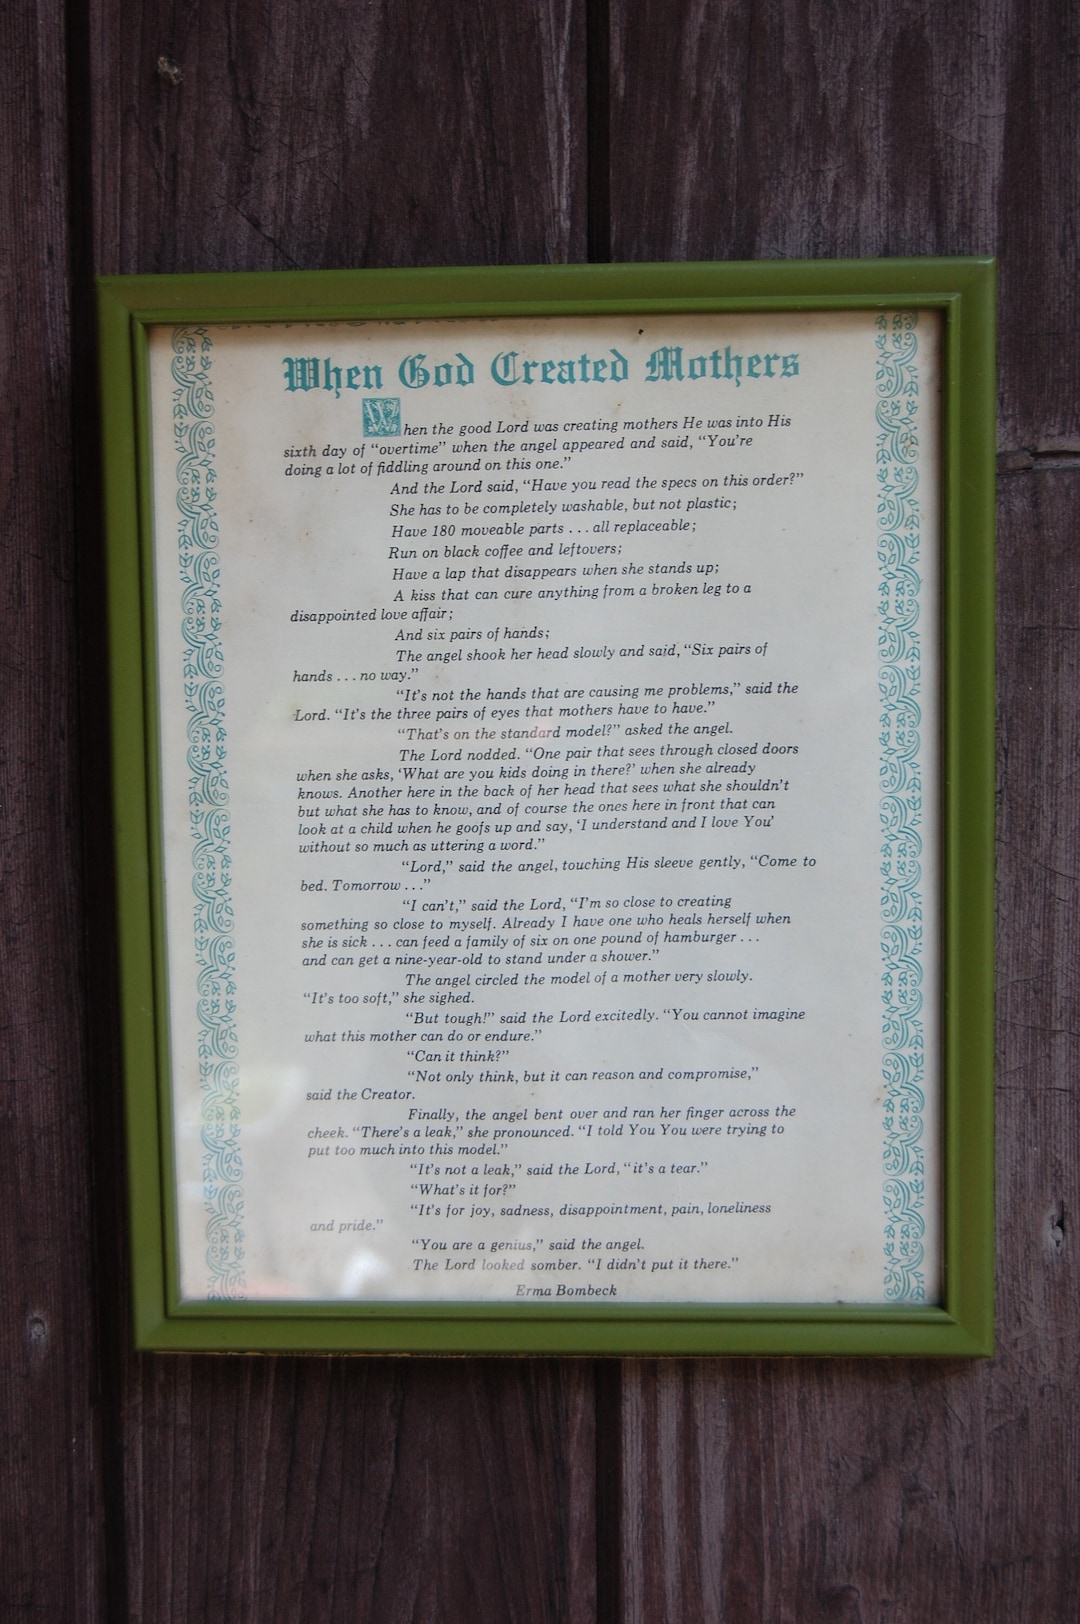 When God Created Mothers
When the good Lord was creating mothers He was into His
sixth day of “overtime” when the angel appeared and said, “You're
doing a lot of fiddling around on this one.”
And the Lord said, “Have you read the specs on this order?”
She has to be completely washable, but not plastic;
Have 180 moveable parts . . . all replaceable;
Run on black coffee and leftovers;
Have a lap that disappears when she stands up;
A kiss that can cure anything from a broken leg to a
disappointed love affair;
And six pairs of hands;
The angel shook her head slowly and said, “Six pairs of
hands . . . no way.”
“It's not the hands that are causing me problems,” said the
Lord. “It's the three pairs of eyes that mothers have to have.”
“That's on the standard model?” asked the angel.
The Lord nodded. “One pair that sees through closed doors
when she asks, ‘What are you kids doing in there?’ when she already
knows. Another here in the back of her head that sees what she shouldn't
but what she has to know, and of course the ones here in front that can
look at a child when he goofs up and say, ‘I understand and I love You’
without so much as uttering a word.”
“Lord,” said the angel, touching His sleeve gently, “Come to
bed. Tomorrow . . .”
“I can't,” said the Lord, “I'm so close to creating
something so close to myself. Already I have one who heals herself when
she is sick . . . can feed a family of six on one pound of hamburger . . .
and can get a nine-year-old to stand under a shower.”
The angel circled the model of a mother very slowly.
“It's too soft,” she sighed.
“But tough!” said the Lord excitedly. “You cannot imagine
what this mother can do or endure.”
“Can it think?”
“Not only think, but it can reason and compromise,”
said the Creator.
Finally, the angel bent over and ran her finger across the
cheek. “There's a leak,” she pronounced. “I told You You were trying to
put too much into this model.”
“It's not a leak,” said the Lord, “it's a tear.”
“What's it for?”
“It's for joy, sadness, disappointment, pain, loneliness
and pride.”
“You are a genius,” said the angel.
The Lord looked somber. “I didn't put it there.”
Erma Bombeck